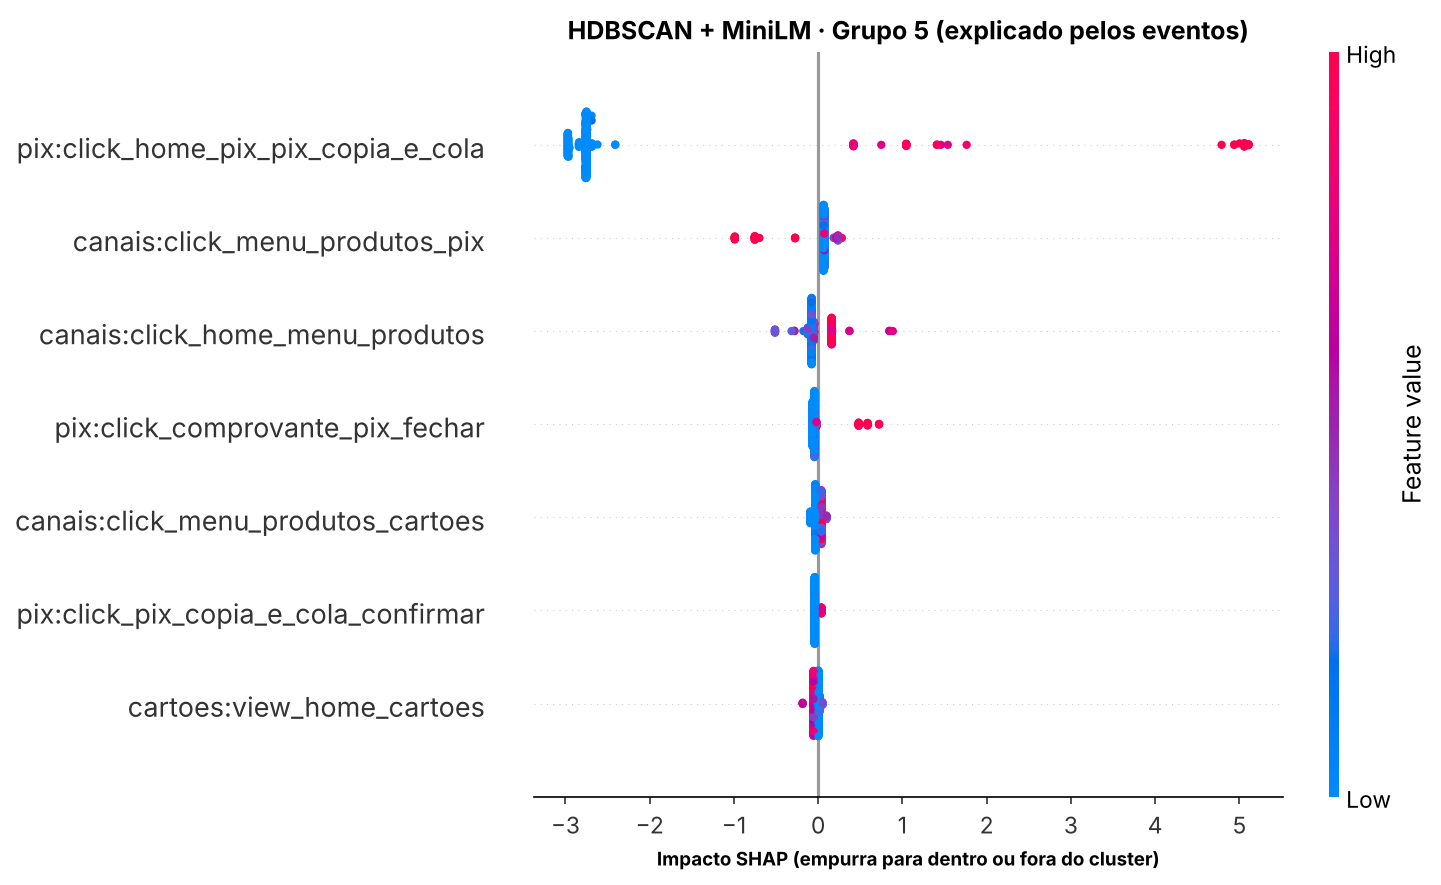 HDBSCAN + MiniLM · Grupo 5 (explicado pelos eventos)
High
pix:click_home_pix_pix_copia_e_cola
canais:click_menu_produtos_pix
canais:click_home_menu_produtos
pix:click_comprovante_pix_fechar
canais:click_menu_produtos_cartoes
pix:click_pix_copia_e_cola_confirmar
cartoes:view_home_cartoes
Feature value
Low
−3 −2 −1 0 1 2 3 4 5
Impacto SHAP (empurra para dentro ou fora do cluster)